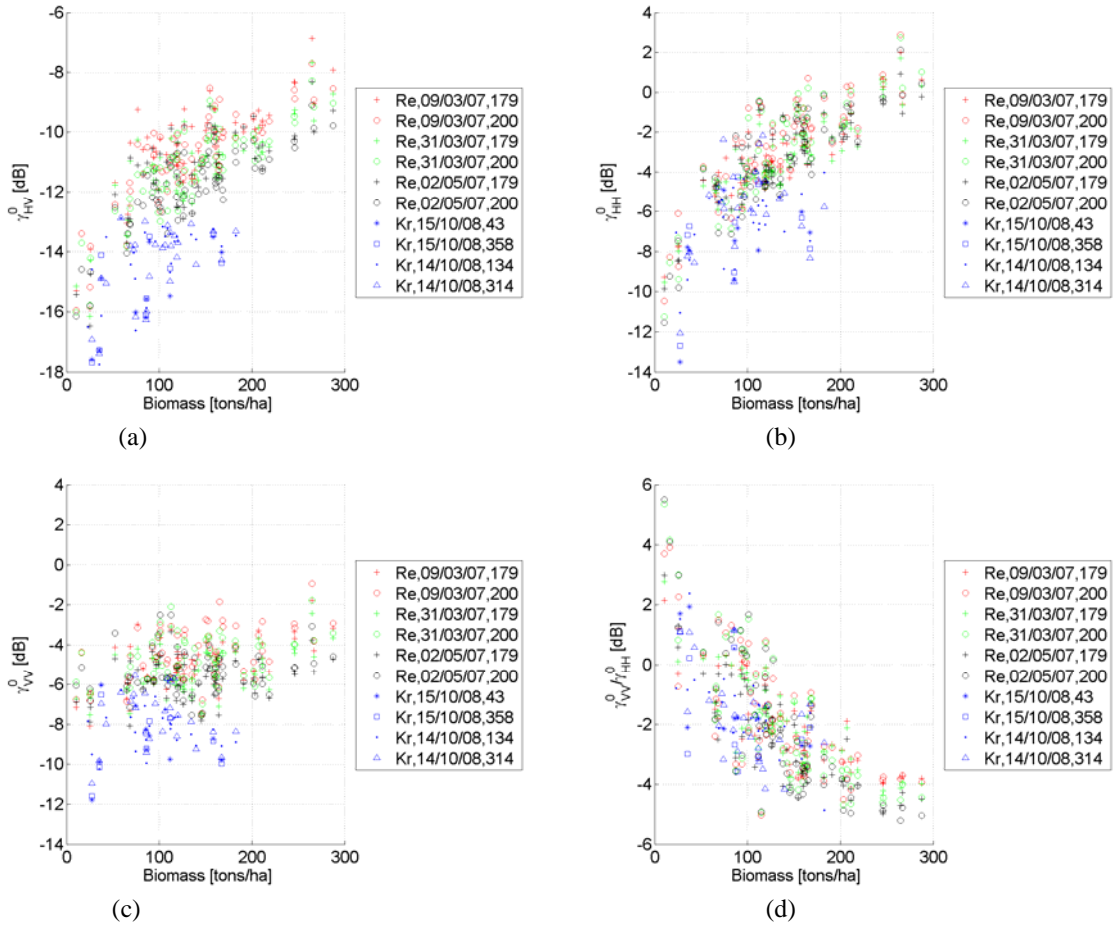 -6
-8
-10
-12
-14
-16
-18
0
100
200
300
γ⁰HV [dB]
Biomass [tons/ha]
Re,09/03/07,179
Re,09/03/07,200
Re,31/03/07,179
Re,31/03/07,200
Re,02/05/07,179
Re,02/05/07,200
Kr,15/10/08,43
Kr,15/10/08,358
Kr,14/10/08,134
Kr,14/10/08,314
(a)
4
2
0
-2
-4
-6
-8
-10
-12
-14
0
100
200
300
γ⁰HH [dB]
Biomass [tons/ha]
Re,09/03/07,179
Re,09/03/07,200
Re,31/03/07,179
Re,31/03/07,200
Re,02/05/07,179
Re,02/05/07,200
Kr,15/10/08,43
Kr,15/10/08,358
Kr,14/10/08,134
Kr,14/10/08,314
(b)
4
2
0
-2
-4
-6
-8
-10
-12
-14
0
100
200
300
γ⁰VV [dB]
Biomass [tons/ha]
Re,09/03/07,179
Re,09/03/07,200
Re,31/03/07,179
Re,31/03/07,200
Re,02/05/07,179
Re,02/05/07,200
Kr,15/10/08,43
Kr,15/10/08,358
Kr,14/10/08,134
Kr,14/10/08,314
(c)
6
4
2
0
-2
-4
-6
0
100
200
300
γ⁰VV/γ⁰HH [dB]
Biomass [tons/ha]
Re,09/03/07,179
Re,09/03/07,200
Re,31/03/07,179
Re,31/03/07,200
Re,02/05/07,179
Re,02/05/07,200
Kr,15/10/08,43
Kr,15/10/08,358
Kr,14/10/08,134
Kr,14/10/08,314
(d)